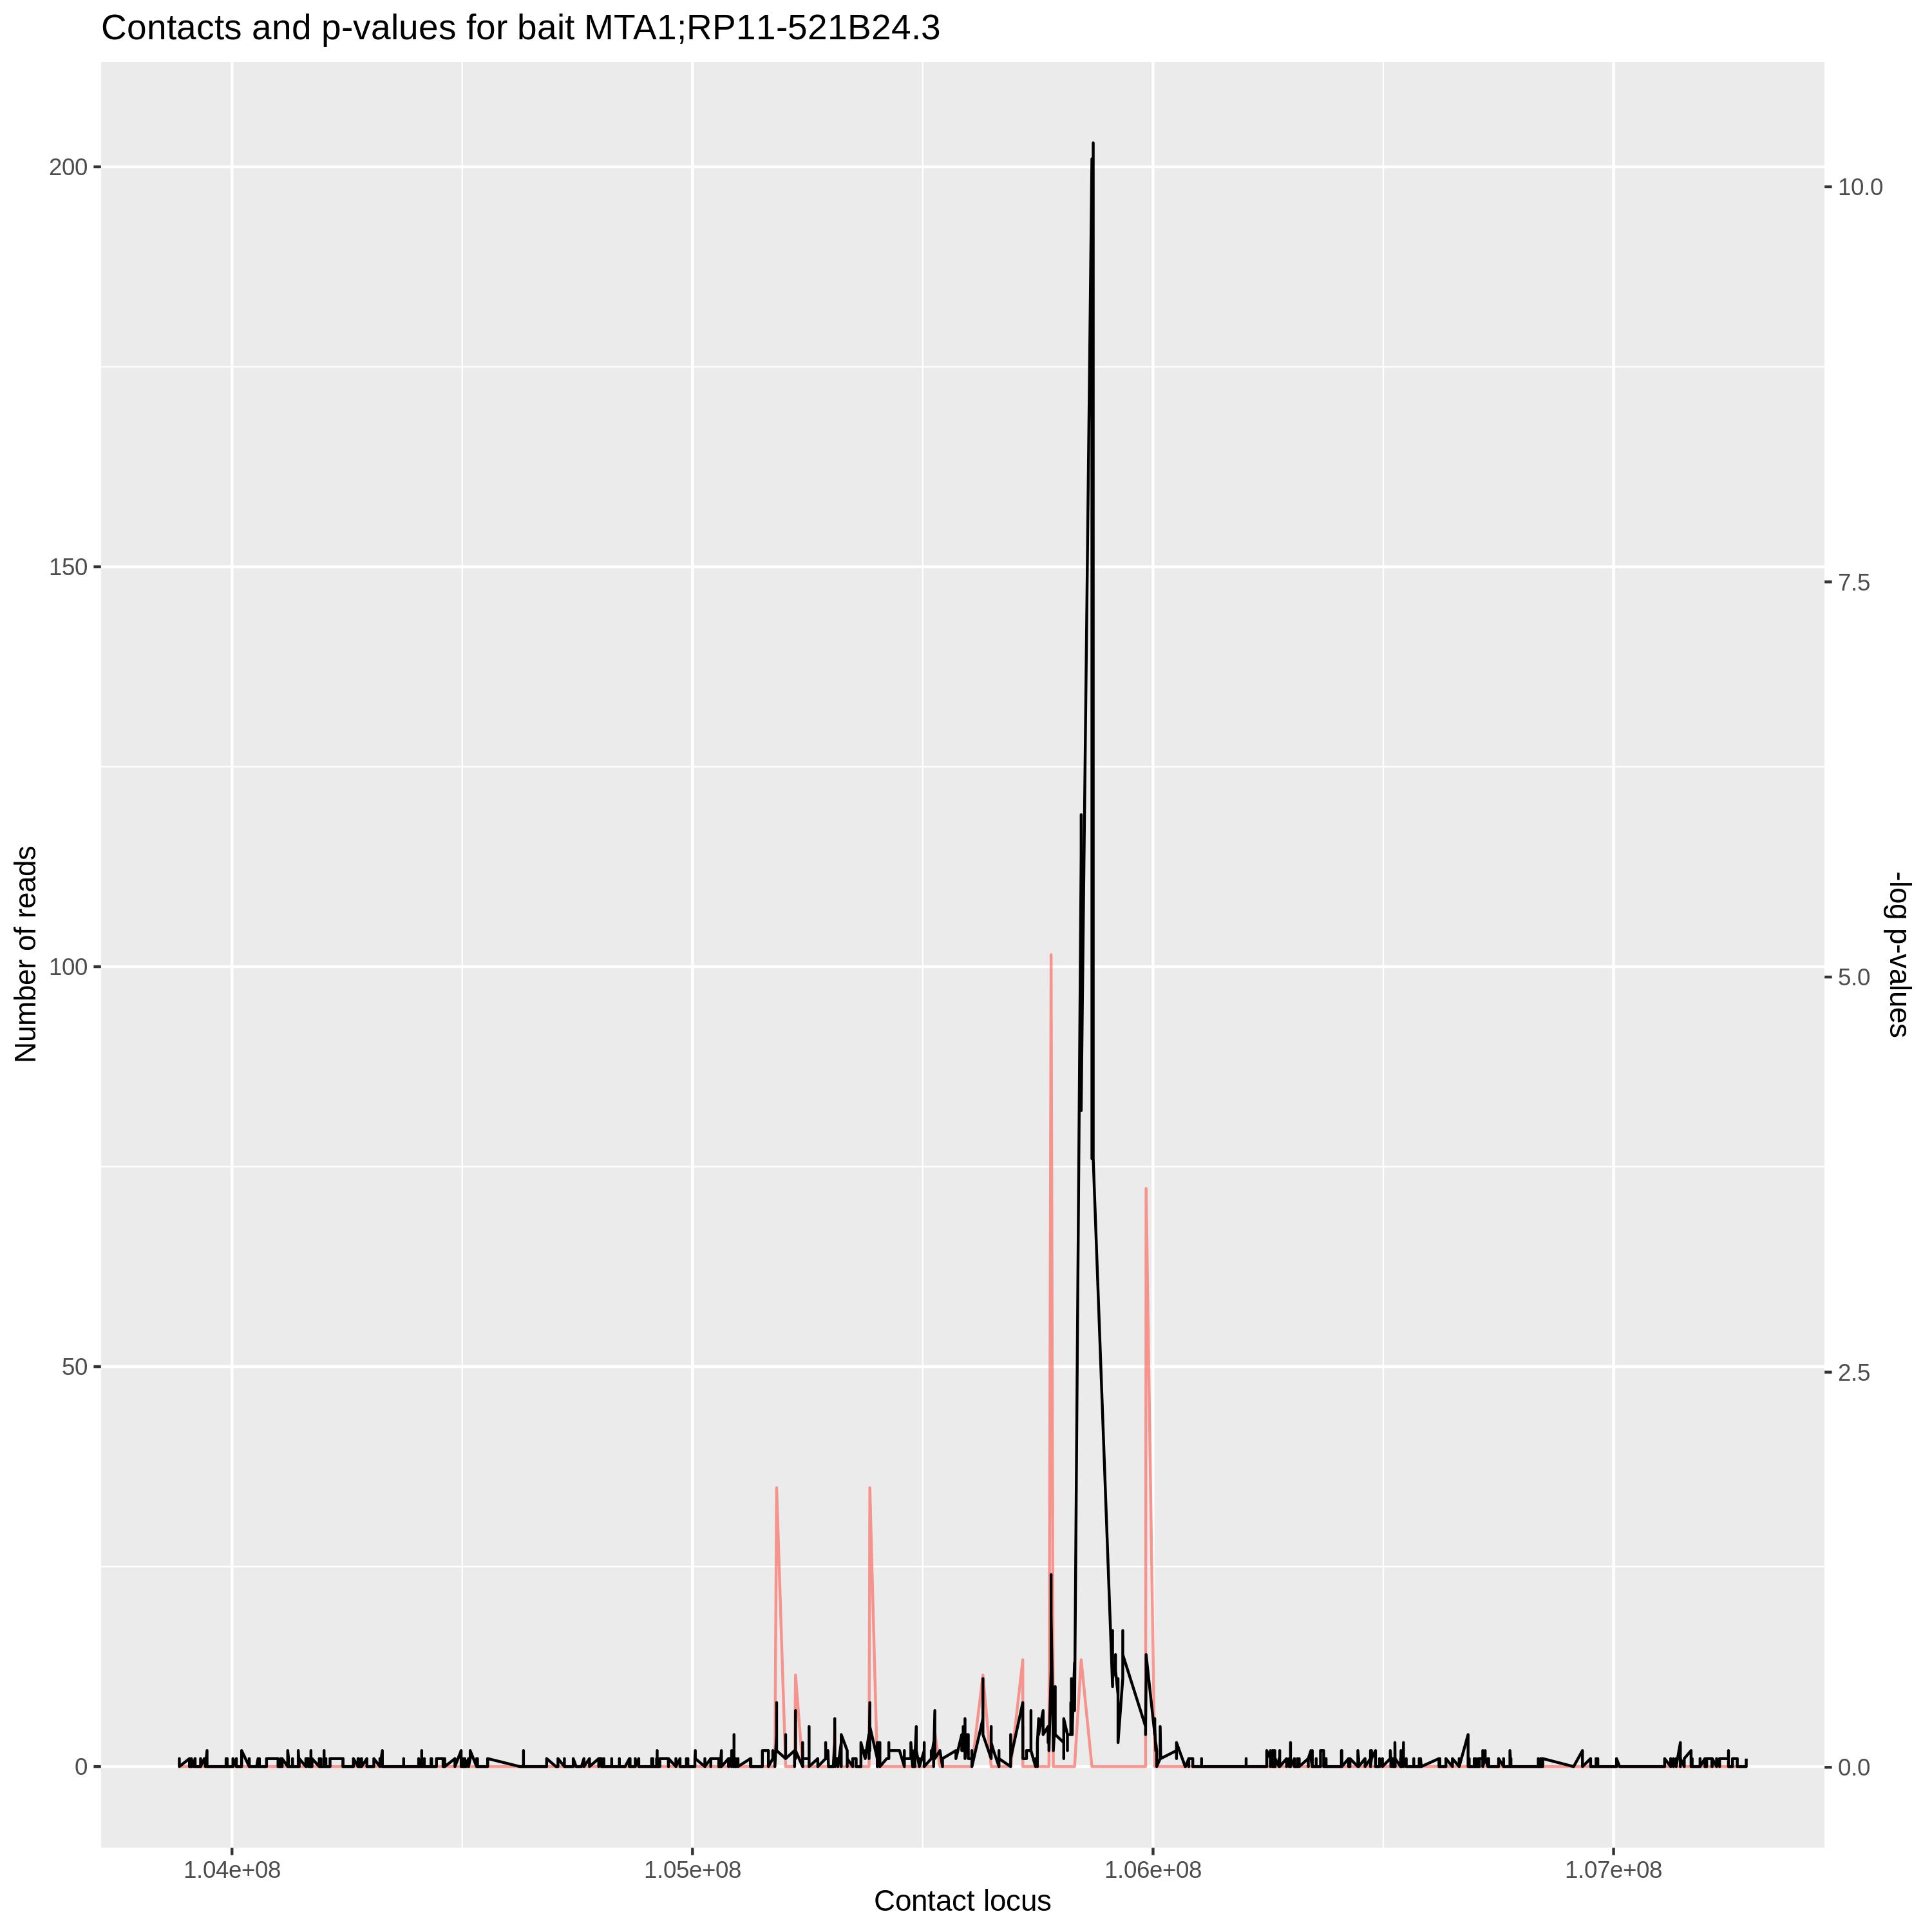 Contacts and p-values for bait MTA1;RP11-521B24.3
200
150
100
50
0
10.0
7.5
5.0
2.5
0.0
Number of reads
-log p-values
1.04e+08
1.05e+08
1.06e+08
1.07e+08
Contact locus